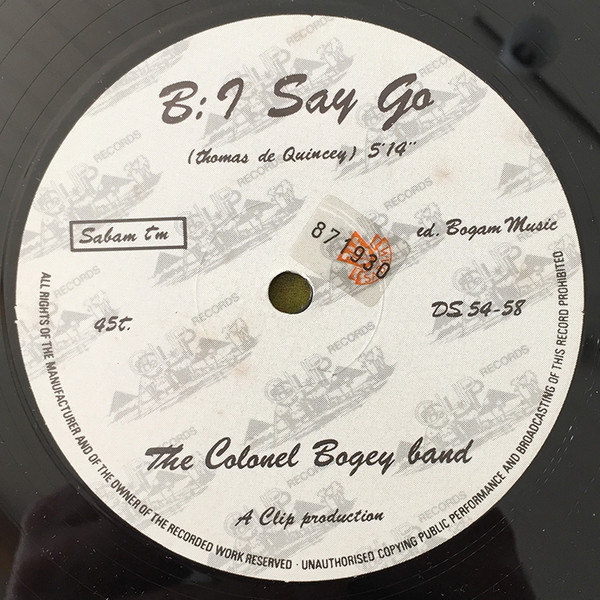 B: I Say Go
(thomas de Quincey) 5'14"
Sabam tm
ed. Bogam Music
871930
45t.
DS 54-58
The Colonel Bogey band
A Clip production
ALL RIGHTS OF THE MANUFACTURER AND OF THE OWNER OF THE RECORDED WORK RESERVED · UNAUTHORISED COPYING PUBLIC PERFORMANCE AND BROADCASTING OF THIS RECORD PROHIBITED
CLIP RECORDS